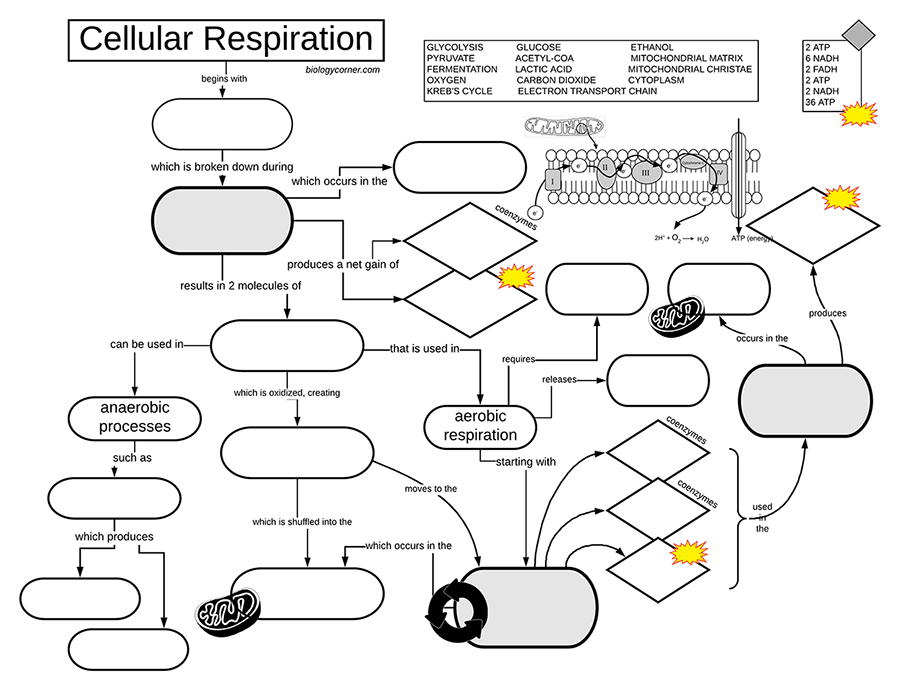 Cellular Respiration
biologycorner.com
begins with
GLYCOLYSIS GLUCOSE ETHANOL
PYRUVATE ACETYL-COA MITOCHONDRIAL MATRIX
FERMENTATION LACTIC ACID MITOCHONDRIAL CHRISTAE
OXYGEN CARBON DIOXIDE CYTOPLASM
KREB'S CYCLE ELECTRON TRANSPORT CHAIN
2 ATP
6 NADH
2 FADH
2 ATP
2 NADH
36 ATP
which is broken down during
which occurs in the
coenzymes
produces a net gain of
results in 2 molecules of
I
e-
e-
II
e-
III
e-
IV
e-
2H+ + O2 → H2O
ATP (energy)
produces
occurs in the
can be used in
that is used in
requires
releases
which is oxidized, creating
anaerobic
processes
aerobic
respiration
such as
starting with
moves to the
coenzymes
coenzymes
used
in
the
which produces
which is shuffled into the
which occurs in the